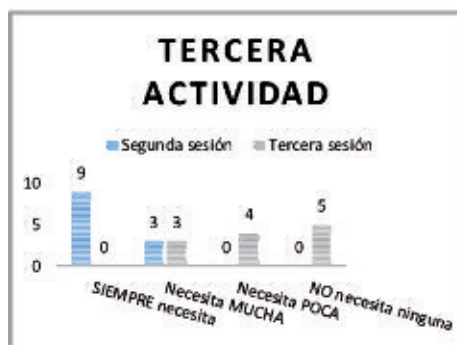 TERCERA
ACTIVIDAD
Segunda sesión Tercera sesión
10
5
0
9 0
3 3
0 4
0 5
SIEMPRE necesita
Necesita MUCHA
Necesita POCA
NO necesita ninguna